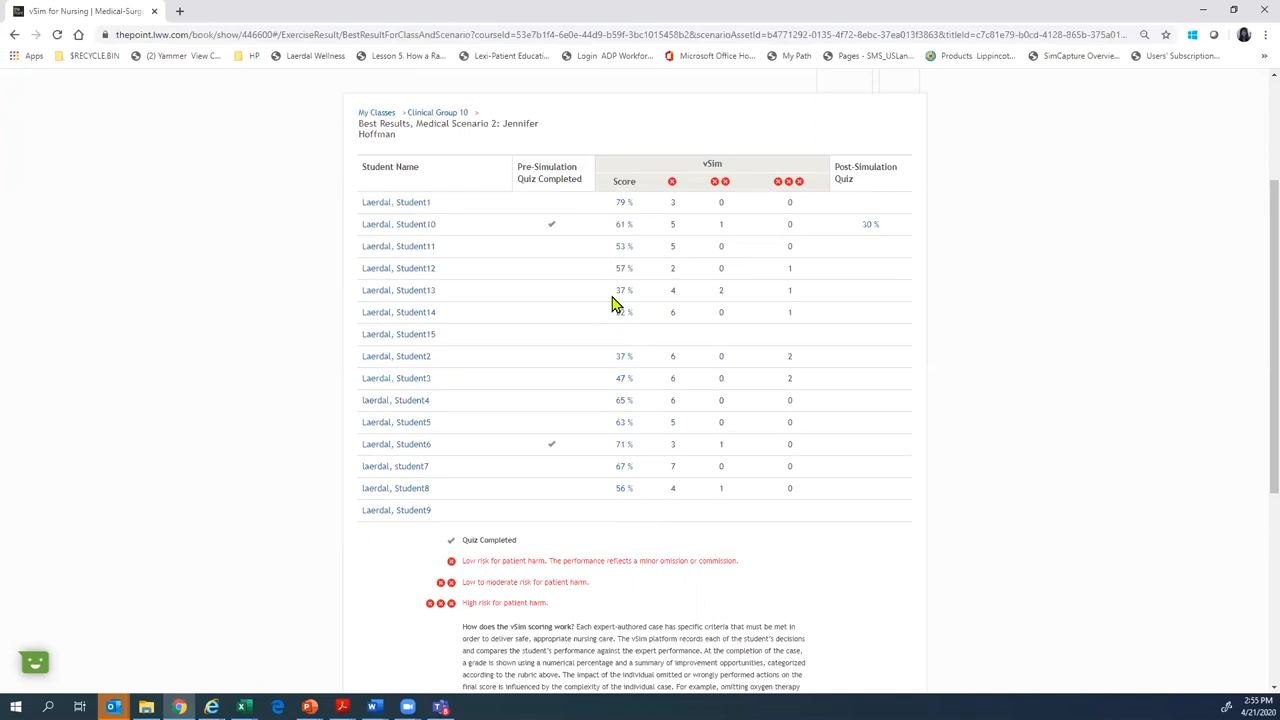 vSim for Nursing | Medical-Surg
thepoint.lww.com/book/show/446600#/ExerciseResult/BestResultForClassAndScenario?courseId=53e7b1f4-6e0e-44d9-b59f-3bc1015458b2&scenarioAssetId=b4771292-0135-4f72-8ebc-37ea013f3863&titleId=c7c81e79-b0cd-4128-865b-375a01...
Apps $RECYCLE.BIN (2) Yammer View C... HP Laerdal Wellness Lesson 5. How a Ra... Lexi-Patient Educati... Login ADP Workfor... Microsoft Office Ho... My Path Pages - SMS_USLan... Products Lippincot... SimCapture Overvie... Users' Subscription... »
My Classes > Clinical Group 10 >
Best Results, Medical Scenario 2: Jennifer
Hoffman
Student Name Pre-Simulation Quiz Completed vSim Post-Simulation Quiz
Score
Laerdal, Student1 79 % 3 0 0
Laerdal, Student10 61 % 5 1 0 30 %
Laerdal, Student11 53 % 5 0 0
Laerdal, Student12 57 % 2 0 1
Laerdal, Student13 37 % 4 2 1
Laerdal, Student14 2 % 6 0 1
Laerdal, Student15
Laerdal, Student2 37 % 6 0 2
Laerdal, Student3 47 % 6 0 2
laerdal, Student4 65 % 6 0 0
Laerdal, Student5 63 % 5 0 0
Laerdal, Student6 71 % 3 1 0
laerdal, student7 67 % 7 0 0
laerdal, Student8 56 % 4 1 0
Laerdal, Student9
Quiz Completed
Low risk for patient harm. The performance reflects a minor omission or commission.
Low to moderate risk for patient harm.
High risk for patient harm.
How does the vSim scoring work? Each expert-authored case has specific criteria that must be met
in order to deliver safe, appropriate nursing care. The vSim platform records each of the student's decisions
and compares the student's performance against the expert performance. At the completion of the case,
a grade is shown using a numerical percentage and a summary of improvement opportunities, categorized
according to the rubric above. The impact of the individual omitted or wrongly performed actions on the
final score is influenced by the complexity of the individual case. For example, omitting oxygen therapy
2:55 PM
4/21/2020